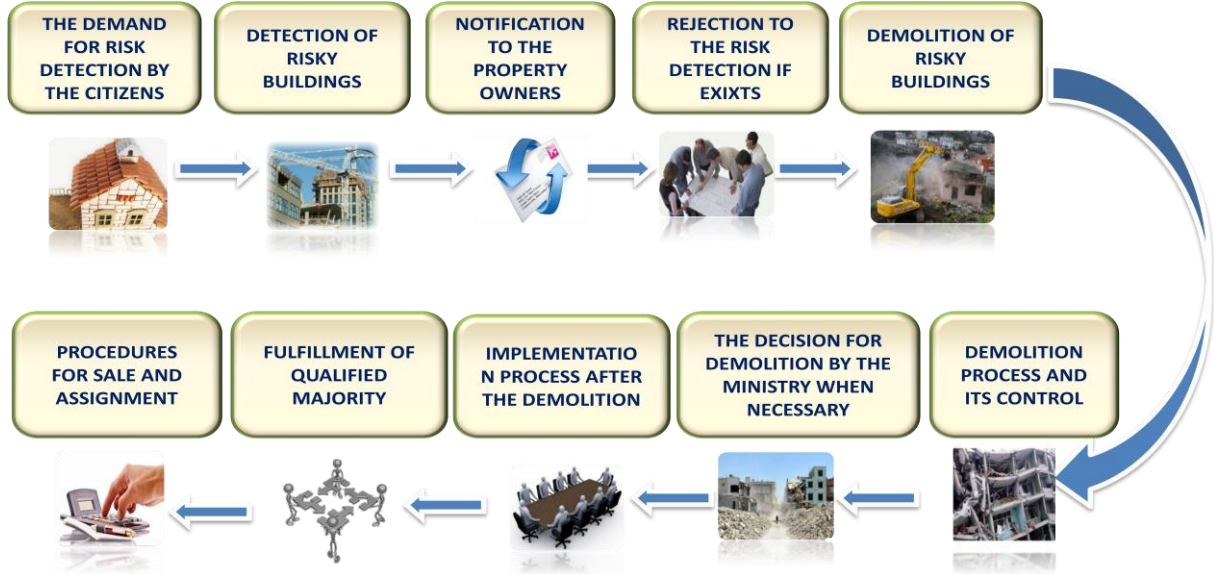 THE DEMAND
FOR RISK
DETECTION BY
THE CITIZENS
DETECTION OF
RISKY
BUILDINGS
NOTIFICATION
TO THE
PROPERTY
OWNERS
REJECTION TO
THE RISK
DETECTION IF
EXIXTS
DEMOLITION OF
RISKY
BUILDINGS
DEMOLITION
PROCESS AND
ITS CONTROL
THE DECISION FOR
DEMOLITION BY THE
MINISTRY WHEN
NECESSARY
IMPLEMENTATIO
N PROCESS AFTER
THE DEMOLITION
FULFILLMENT OF
QUALIFIED
MAJORITY
PROCEDURES
FOR SALE AND
ASSIGNMENT